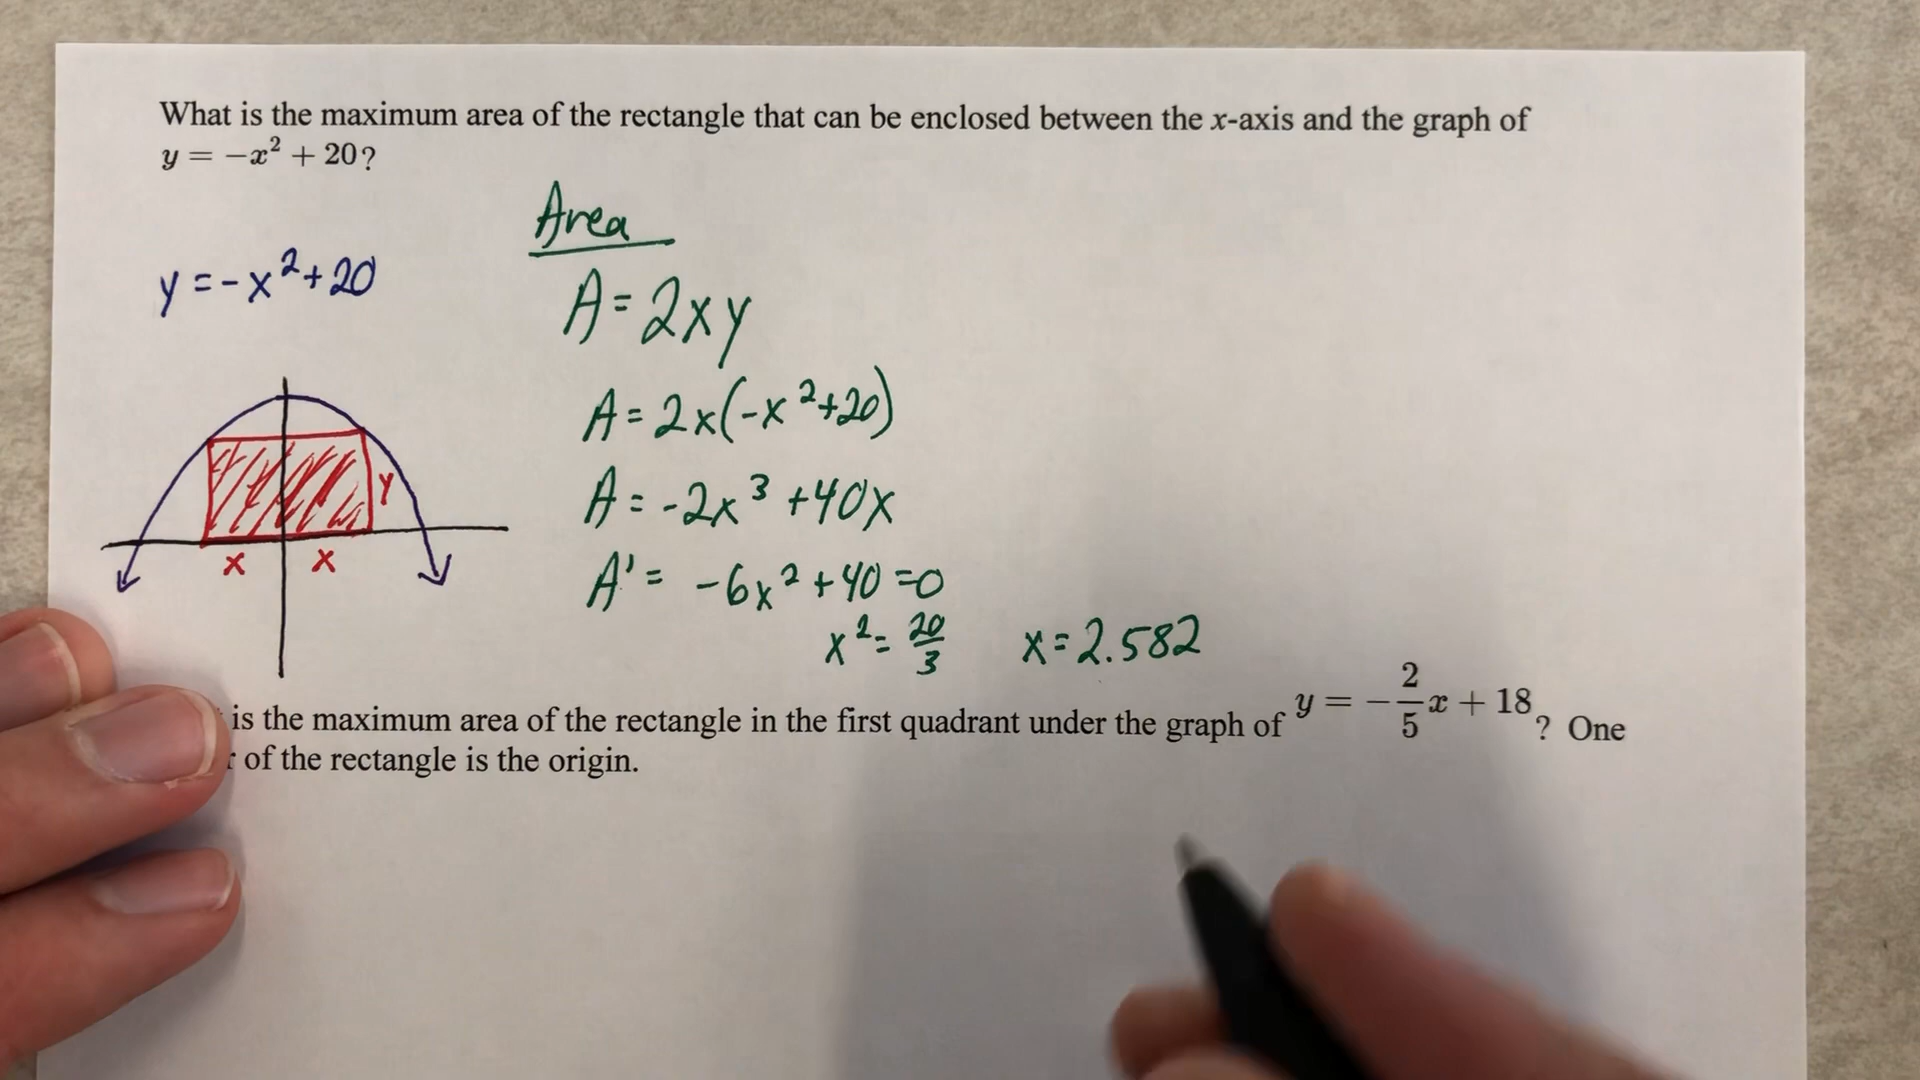 What is the maximum area of the rectangle that can be enclosed between the x-axis and the graph of
y = −x² + 20?
Area
y = -x²+20
A = 2xy
A = 2x(-x²+20)
A = -2x³ +40x
y
x x
A' = -6x² + 40 = 0
x² = 20/3 x = 2.582
is the maximum area of the rectangle in the first quadrant under the graph of y = −2/5x + 18? One
of the rectangle is the origin.